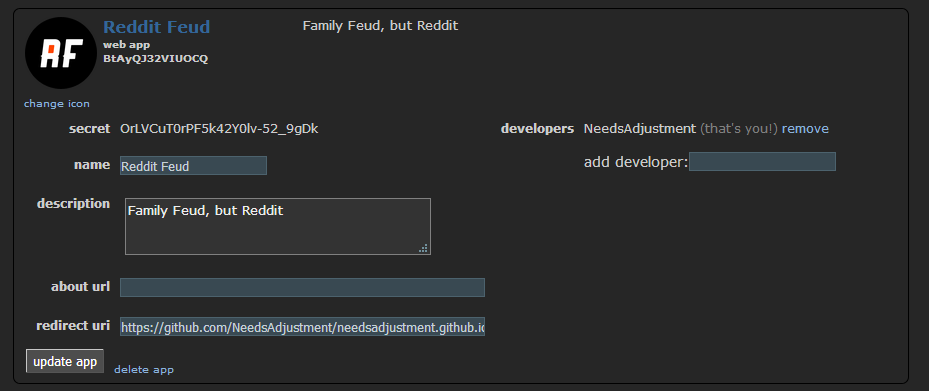 RF
Reddit Feud
Family Feud, but Reddit
web app
BtAyQJ32VIUOCQ
change icon
secret OrLVCuT0rPF5k42Y0lv-52_9gDk
developers NeedsAdjustment (that's you!) remove
add developer:
name Reddit Feud
description Family Feud, but Reddit
about url
redirect uri https://github.com/NeedsAdjustment/needsadjustment.github.io
update app delete app